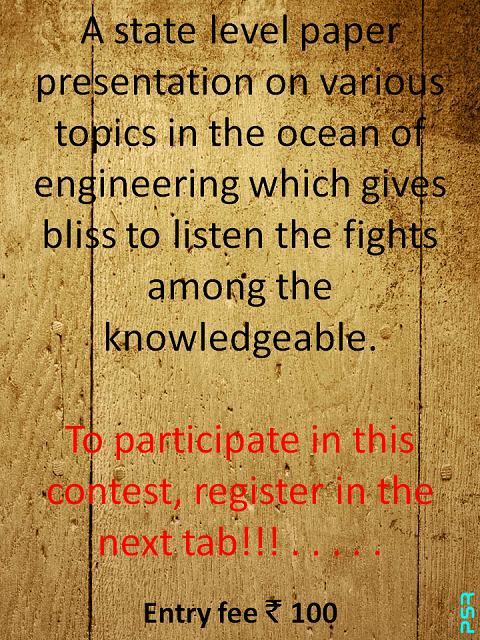 A state level paper
presentation on various
topics in the ocean of
engineering which gives
bliss to listen the fights
among the
knowledgeable.
To participate in this
contest, register in the
next tab!!! . . . . .
Entry fee ₹ 100
PSR